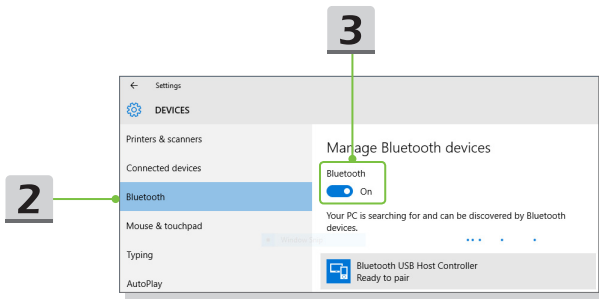 3
← Settings
DEVICES
Printers & scanners
Connected devices
Bluetooth
Mouse & touchpad
Typing
AutoPlay
2
Manage Bluetooth devices
Bluetooth
On
Your PC is searching for and can be discovered by Bluetooth
devices.
Bluetooth USB Host Controller
Ready to pair